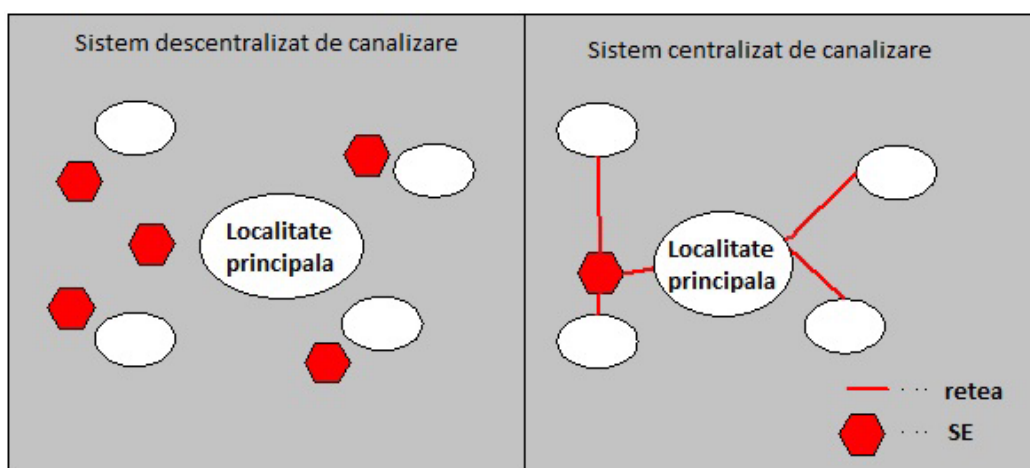 Sistem descentralizat de canalizare
Localitate
principala
Sistem centralizat de canalizare
Localitate
principala
retea
SE